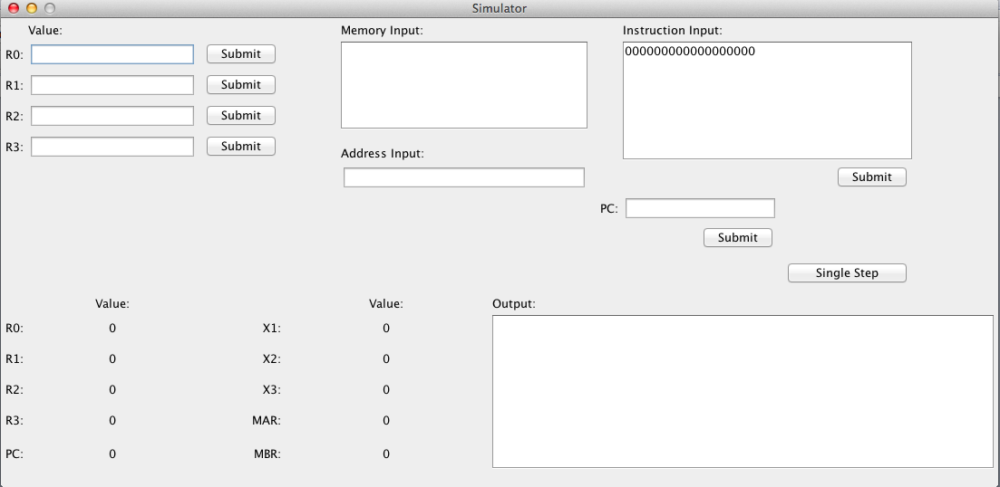 Simulator
Value:
Memory Input:
Instruction Input:
R0:
Submit
000000000000000000
R1:
Submit
R2:
Submit
R3:
Submit
Address Input:
Submit
PC:
Submit
Single Step
Value:
Value:
Output:
R0: 0 X1: 0
R1: 0 X2: 0
R2: 0 X3: 0
R3: 0 MAR: 0
PC: 0 MBR: 0